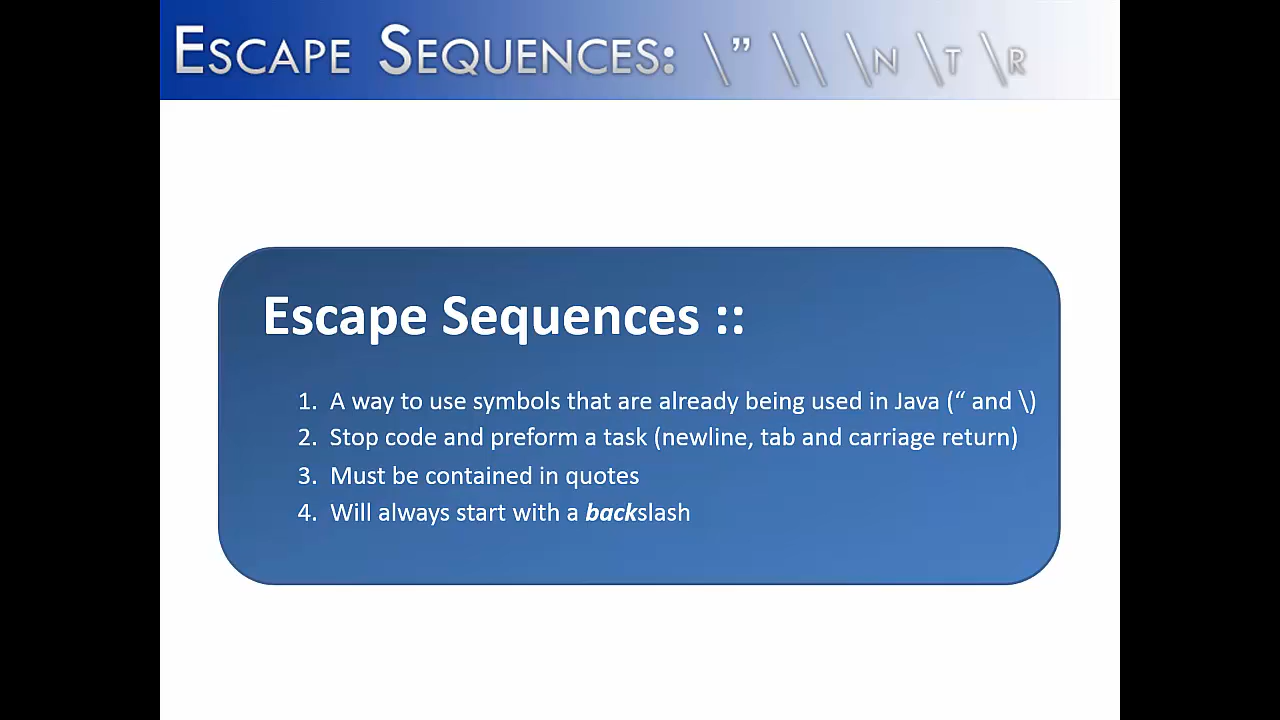 ESCAPE SEQUENCES: \” \\ \N \T \R
Escape Sequences ::
1. A way to use symbols that are already being used in Java (“ and \)
2. Stop code and preform a task (newline, tab and carriage return)
3. Must be contained in quotes
4. Will always start with a backslash